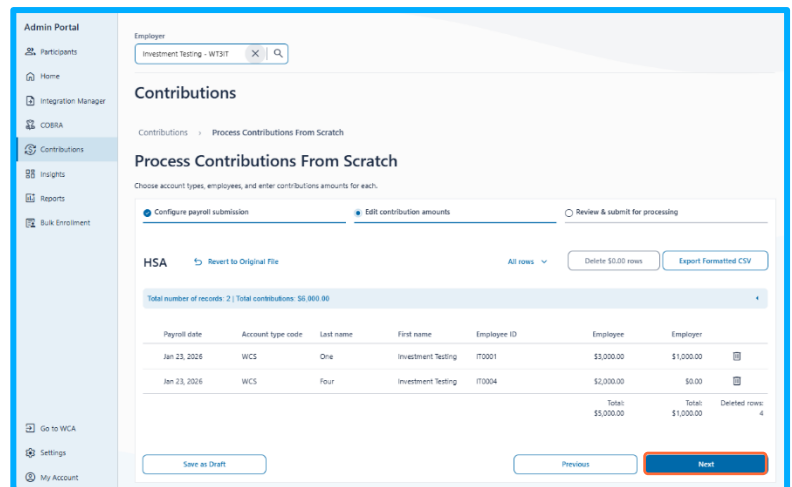 Admin Portal
Participants
Home
Integration Manager
COBRA
Contributions
Insights
Reports
Bulk Enrollment
Go to WCA
Settings
My Account
Employer
Investment Testing - WT3IT
Contributions
Contributions › Process Contributions From Scratch
Process Contributions From Scratch
Choose account types, employees, and enter contributions amounts for each.
Configure payroll submission Edit contribution amounts Review & submit for processing
HSA Revert to Original File All rows Delete $0.00 rows Export Formatted CSV
Total number of records: 2 | Total contributions: $6,000.00
Payroll date Account type code Last name First name Employee ID Employee Employer
Jan 23, 2026 WCS One Investment Testing IT0001 $3,000.00 $1,000.00
Jan 23, 2026 WCS Four Investment Testing IT0004 $2,000.00 $0.00
Total: Total: Deleted rows:
$5,000.00 $1,000.00 4
Save as Draft Previous Next